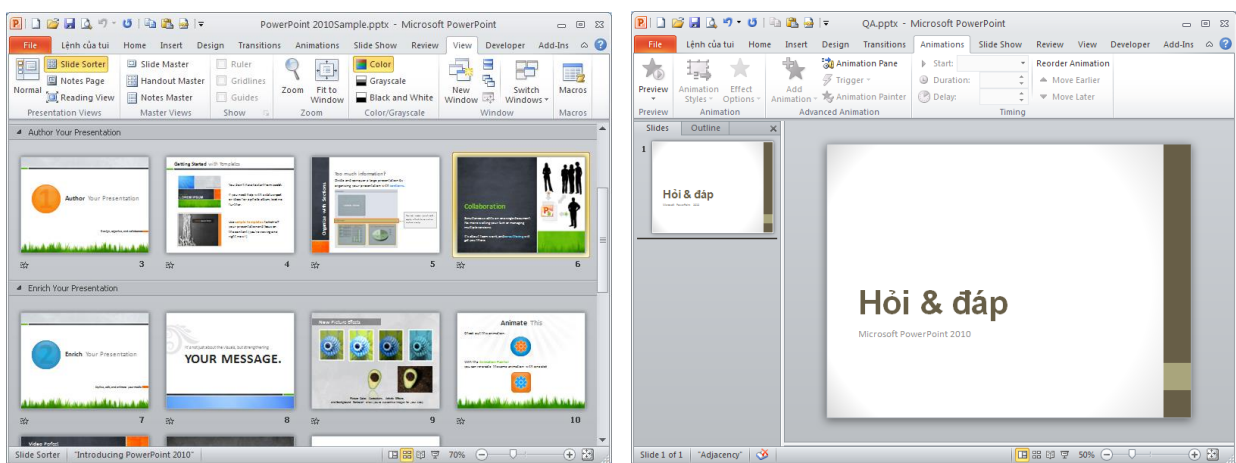 PowerPoint 2010Sample.pptx - Microsoft PowerPoint
File Lệnh của tui Home Insert Design Transitions Animations Slide Show Review View Developer Add-Ins
Normal
Slide Sorter
Notes Page
Reading View
Presentation Views
Slide Master
Handout Master
Notes Master
Master Views
Ruler
Gridlines
Guides
Show
Zoom
Fit to
Window
Zoom
Color
Grayscale
Black and White
Color/Grayscale
New
Window
Switch
Windows
Window
Macros
Macros
Author Your Presentation
1
Author Your Presentation
3
Getting Started with Templates
4
Too much information?
Organize with Sections
5
Collaboration
6
Enrich Your Presentation
2
Enrich Your Presentation
7
YOUR MESSAGE.
8
New Picture Effects
9
Animate This
10
Slide Sorter "Introducing PowerPoint 2010" 70%
QA.pptx - Microsoft PowerPoint
File Lệnh của tui Home Insert Design Transitions Animations Slide Show Review View Developer Add-Ins
Preview
Preview
Animation
Styles
Effect
Options
Animation
Add
Animation
Animation Pane
Trigger
Animation Painter
Advanced Animation
Start:
Duration:
Delay:
Reorder Animation
Move Earlier
Move Later
Timing
Slides Outline
1
Hỏi & đáp
Hỏi & đáp
Microsoft PowerPoint 2010
Slide 1 of 1 "Adjacency" 50%